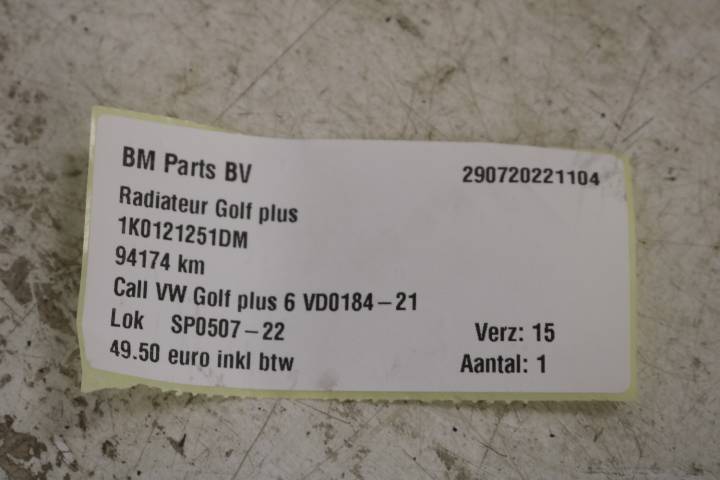 BM Parts BV 290720221104
Radiateur Golf plus
1K0121251DM
94174 km
Call VW Golf plus 6 VD0184-21
Lok SP0507-22 Verz: 15
49.50 euro inkl btw Aantal: 1